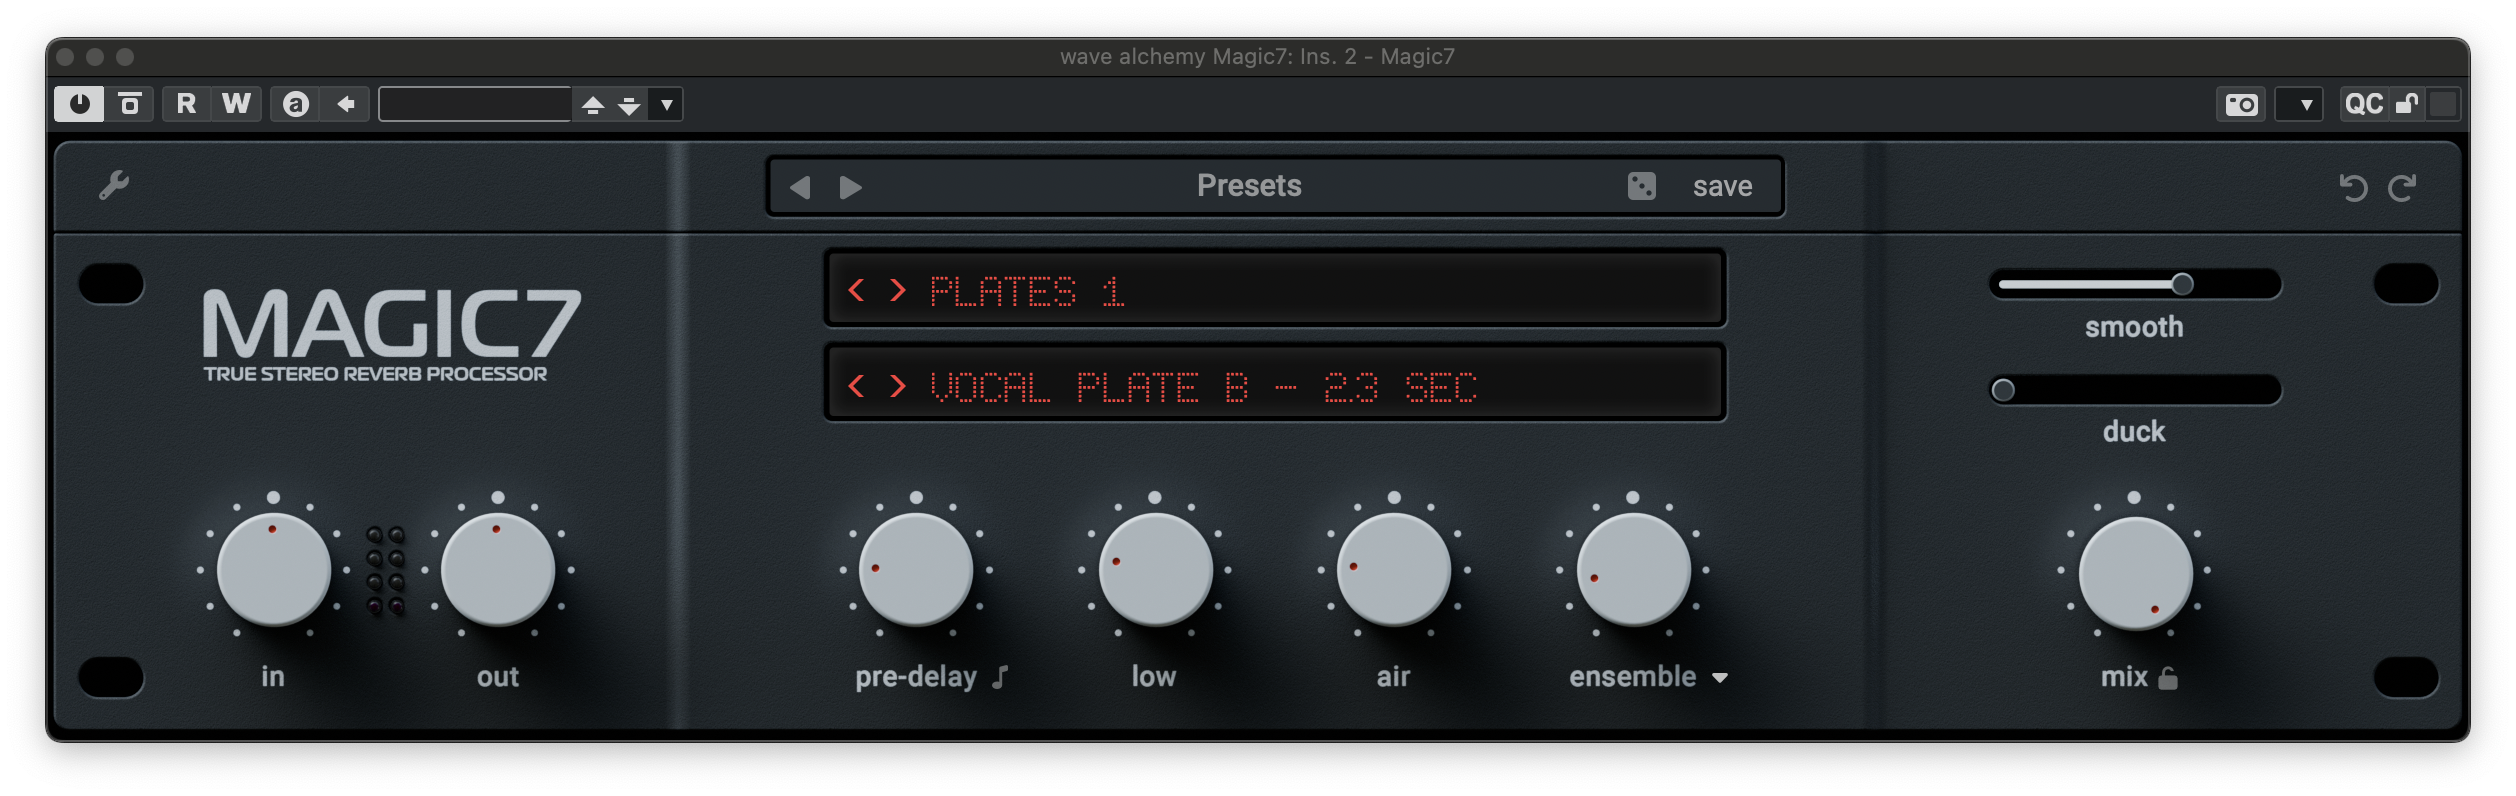 wave alchemy Magic7: Ins. 2 - Magic7
R W a QC
Presets save
MAGIC7
TRUE STEREO REVERB PROCESSOR
< > PLATES 1
< > VOCAL PLATE B - 2.3 SEC
smooth
duck
in out pre-delay low air ensemble mix